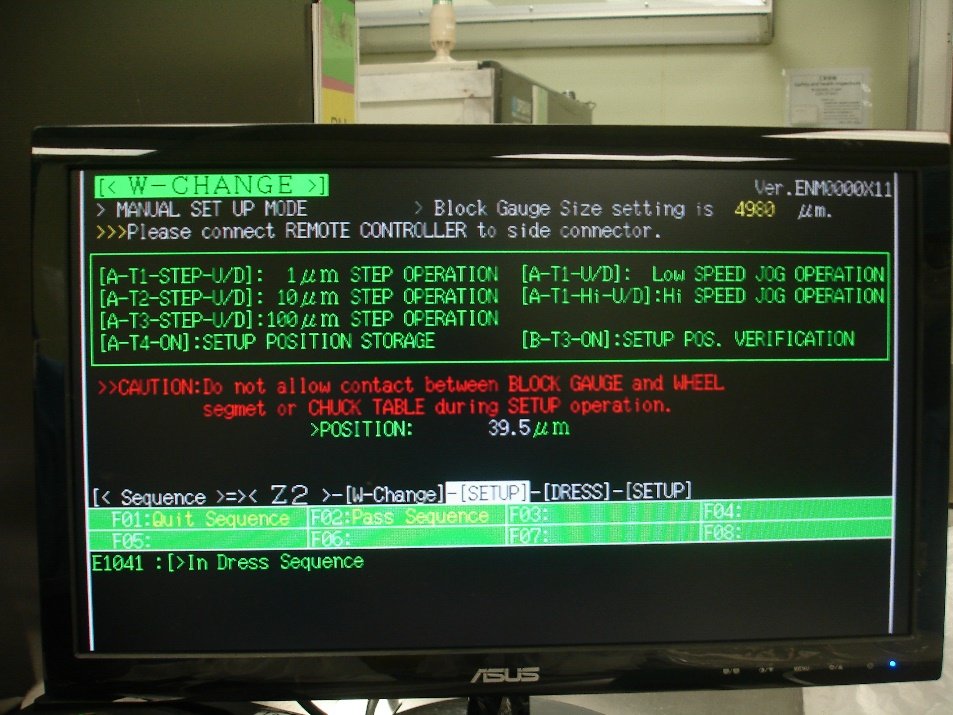 [< W-CHANGE >]
Ver.ENM0000X11
> MANUAL SET UP MODE > Block Gauge Size setting is 4980 μm.
>>>Please connect REMOTE CONTROLLER to side connector.
[A-T1-STEP-U/D]: 1μm STEP OPERATION [A-T1-U/D]: Low SPEED JOG OPERATION
[A-T2-STEP-U/D]: 10μm STEP OPERATION [A-T1-Hi-U/D]:Hi SPEED JOG OPERATION
[A-T3-STEP-U/D]:100μm STEP OPERATION
[A-T4-ON]:SETUP POSITION STORAGE [B-T3-ON]:SETUP POS. VERIFICATION
>>CAUTION:Do not allow contact between BLOCK GAUGE and WHEEL
segmet or CHUCK TABLE during SETUP operation.
>POSITION: 39.5μm
[< Sequence >=>< Z2 >-[W-Change]-[SETUP]-[DRESS]-[SETUP]
F01:Quit Sequence F02:Pass Sequence F03: F04:
F05: F06: F07: F08:
E1041 :[>In Dress Sequence
ASUS
MENU